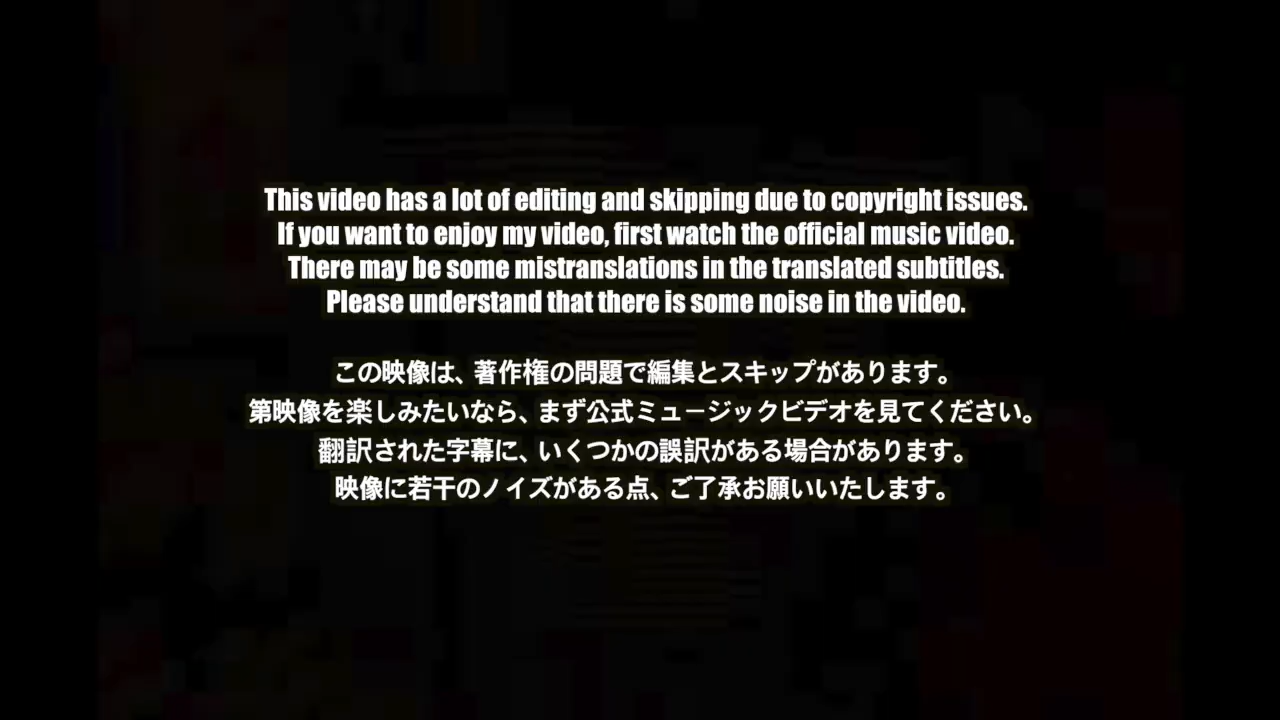 This video has a lot of editing and skipping due to copyright issues.
If you want to enjoy my video, first watch the official music video.
There may be some mistranslations in the translated subtitles.
Please understand that there is some noise in the video.
この映像は、著作権の問題で編集とスキップがあります。
第映像を楽しみたいなら、まず公式ミュージックビデオを見てください。
翻訳された字幕に、いくつかの誤訳がある場合があります。
映像に若干のノイズがある点、ご了承お願いいたします。